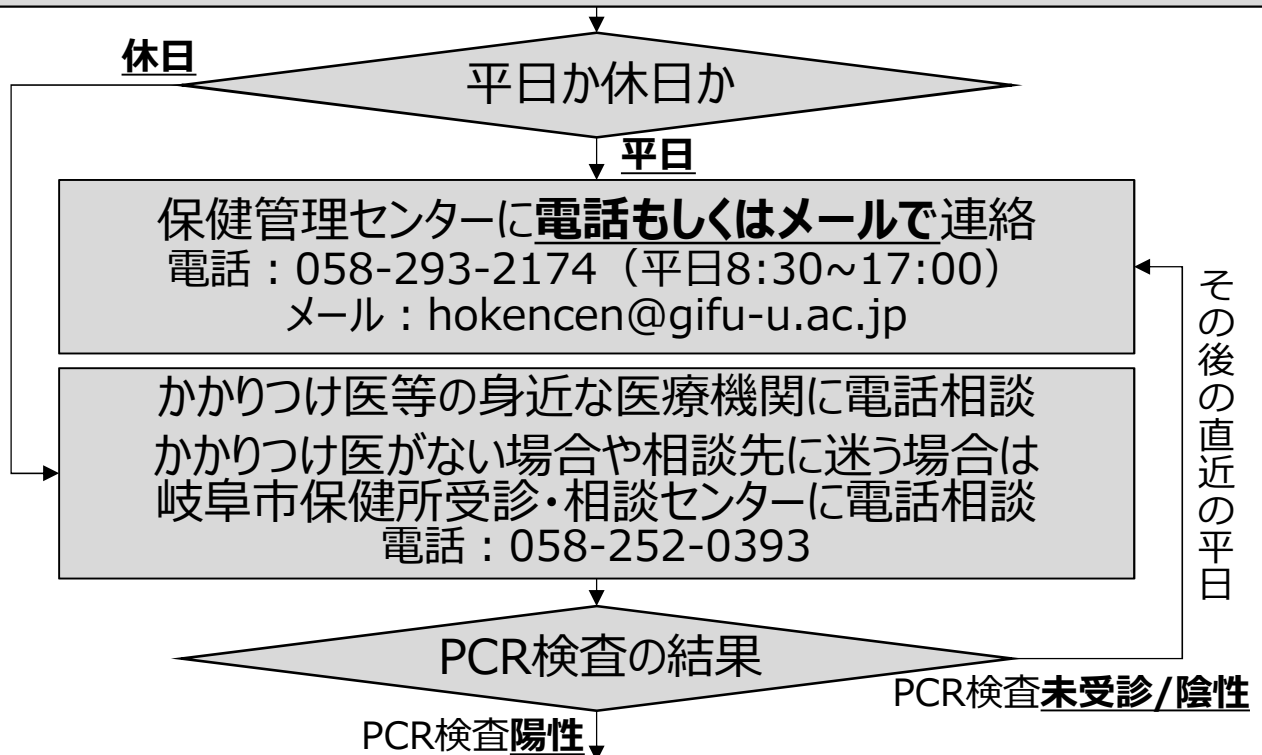 休日
平日か休日か
平日
保健管理センターに電話もしくはメールで連絡
電話：058-293-2174（平日8:30~17:00）
メール：hokencen@gifu-u.ac.jp
その後の直近の平日
かかりつけ医等の身近な医療機関に電話相談
かかりつけ医がない場合や相談先に迷う場合は
岐阜市保健所受診・相談センターに電話相談
電話：058-252-0393
PCR検査の結果
PCR検査未受診/陰性
PCR検査陽性